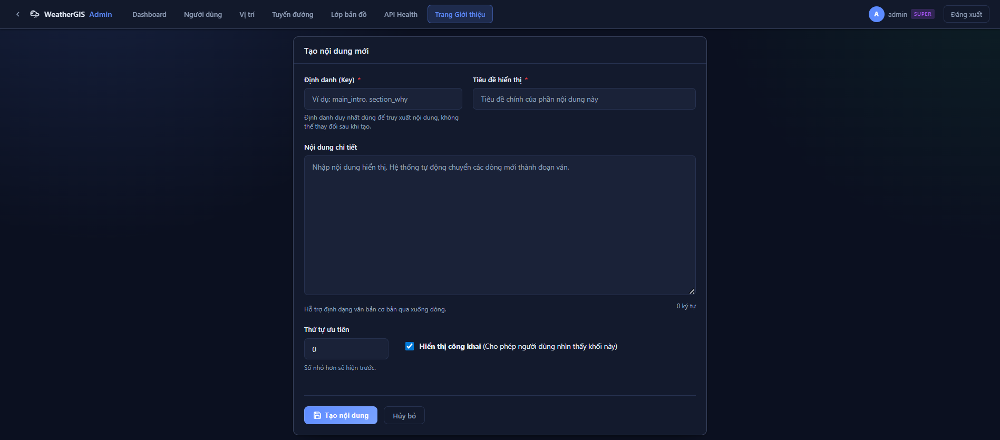 WeatherGIS Admin Dashboard Người dùng Vị trí Tuyến đường Lớp bản đồ API Health Trang Giới thiệu A admin SUPER Đăng xuất
Tạo nội dung mới
Định danh (Key) * Tiêu đề hiển thị *
Ví dụ: main_intro, section_why Tiêu đề chính của phần nội dung này
Định danh duy nhất dùng để truy xuất nội dung, không
thể thay đổi sau khi tạo.
Nội dung chi tiết
Nhập nội dung hiển thị. Hệ thống tự động chuyển các dòng mới thành đoạn văn.
0 ký tự
Hỗ trợ định dạng văn bản cơ bản qua xuống dòng.
Thứ tự ưu tiên
0
Hiển thị công khai (Cho phép người dùng nhìn thấy khối này)
Số nhỏ hơn sẽ hiện trước.
Tạo nội dung Hủy bỏ